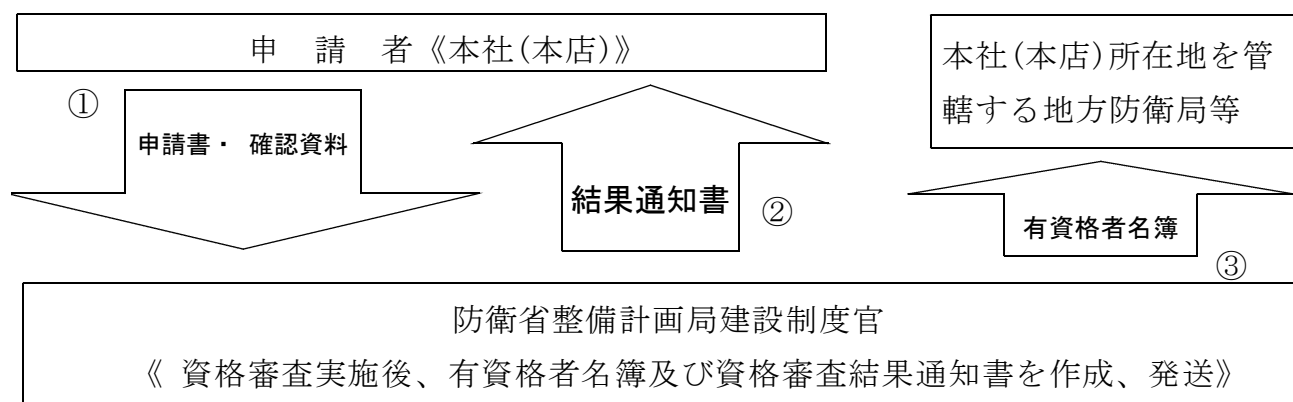 申　請　者《本社(本店)》
本社(本店)所在地を管
轄する地方防衛局等
①
申請書・ 確認資料
結果通知書
②
有資格者名簿
③
防衛省整備計画局建設制度官
《 資格審査実施後、有資格者名簿及び資格審査結果通知書を作成、発送》